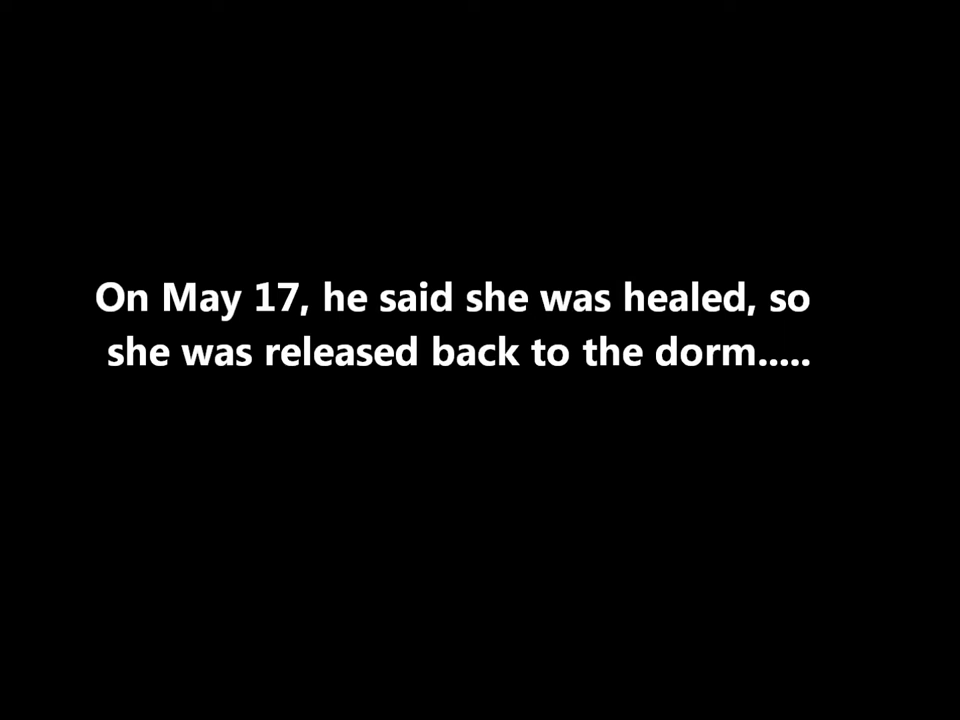 On May 17, he said she was healed, so
she was released back to the dorm.....